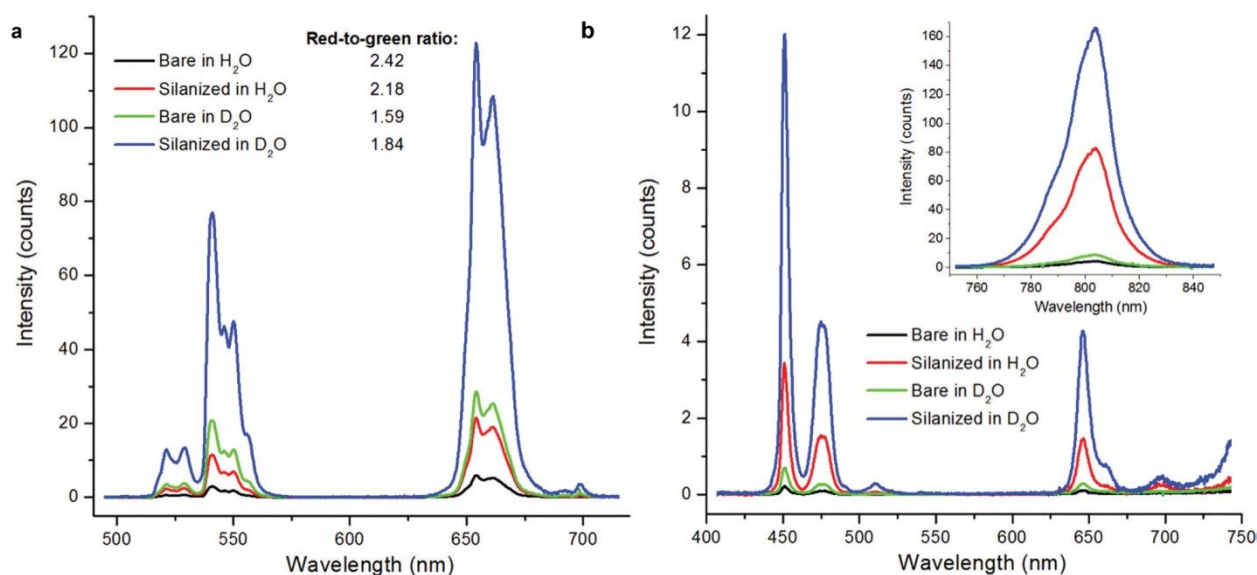 a
Red-to-green ratio:
Bare in H₂O 2.42
Silanized in H₂O 2.18
Bare in D₂O 1.59
Silanized in D₂O 1.84
120
100
80
60
40
20
0
Intensity (counts)
500 550 600 650 700
Wavelength (nm)
b
12
10
8
6
4
2
0
Intensity (counts)
400 450 500 550 600 650 700 750
Wavelength (nm)
160
140
120
100
80
60
40
20
0
Intensity (counts)
760 780 800 820 840
Wavelength (nm)
Bare in H₂O
Silanized in H₂O
Bare in D₂O
Silanized in D₂O